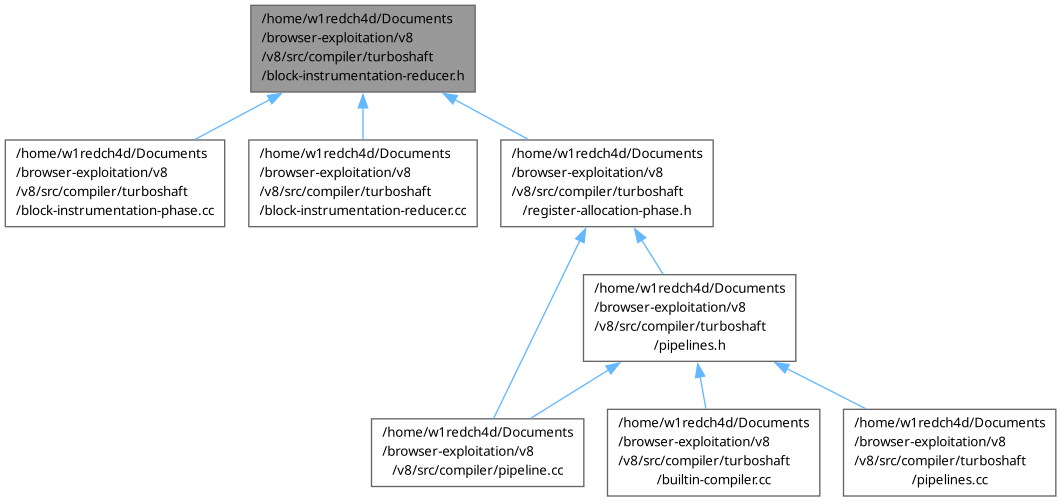 /home/w1redch4d/Documents
/browser-exploitation/v8
/v8/src/compiler/turboshaft
/block-instrumentation-reducer.h
/home/w1redch4d/Documents
/browser-exploitation/v8
/v8/src/compiler/turboshaft
/block-instrumentation-phase.cc
/home/w1redch4d/Documents
/browser-exploitation/v8
/v8/src/compiler/turboshaft
/block-instrumentation-reducer.cc
/home/w1redch4d/Documents
/browser-exploitation/v8
/v8/src/compiler/turboshaft
/register-allocation-phase.h
/home/w1redch4d/Documents
/browser-exploitation/v8
/v8/src/compiler/turboshaft
/pipelines.h
/home/w1redch4d/Documents
/browser-exploitation/v8
/v8/src/compiler/pipeline.cc
/home/w1redch4d/Documents
/browser-exploitation/v8
/v8/src/compiler/turboshaft
/builtin-compiler.cc
/home/w1redch4d/Documents
/browser-exploitation/v8
/v8/src/compiler/turboshaft
/pipelines.cc